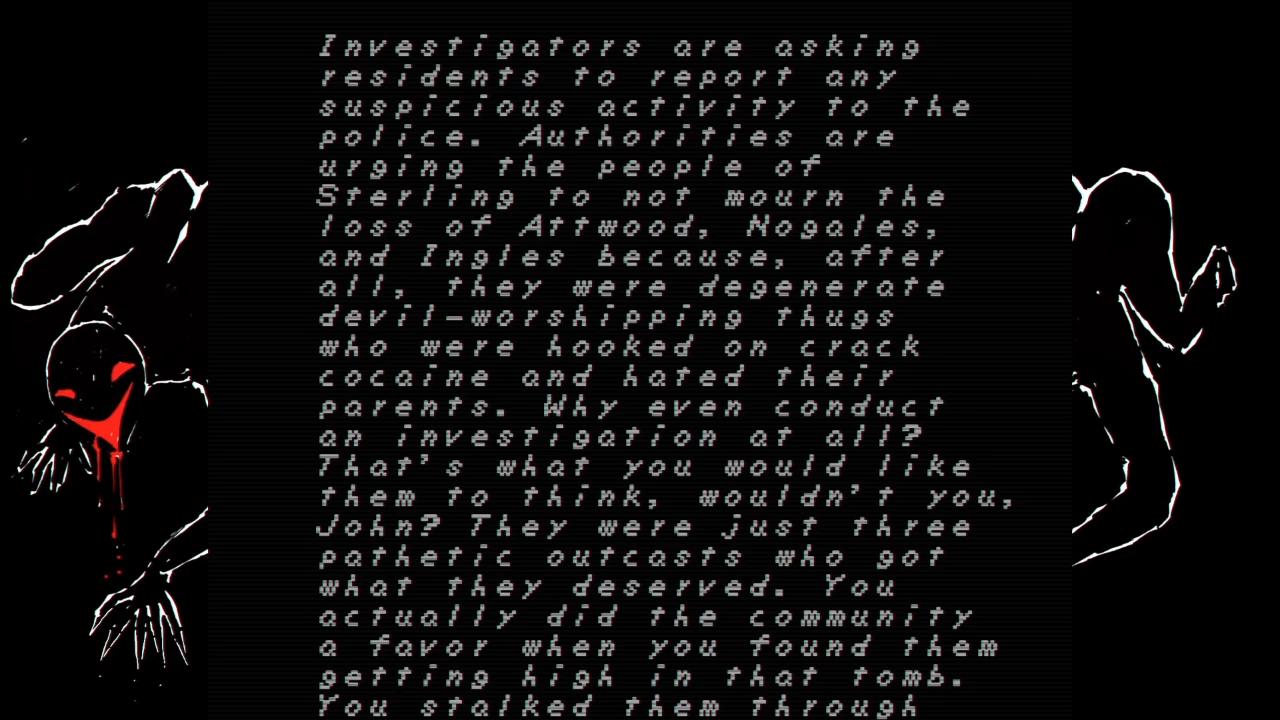 Investigators are asking
residents to report any
suspicious activity to the
police. Authorities are
urging the people of
Sterling to not mourn the
loss of Attwood, Nogales,
and Ingles because, after
all, they were degenerate
devil-worshipping thugs
who were hooked on crack
cocaine and hated their
parents. Why even conduct
an investigation at all?
That's what you would like
them to think, wouldn't you,
John? They were just three
pathetic outcasts who got
what they deserved. You
actually did the community
a favor when you found them
getting high in that tomb.
You stalked them through